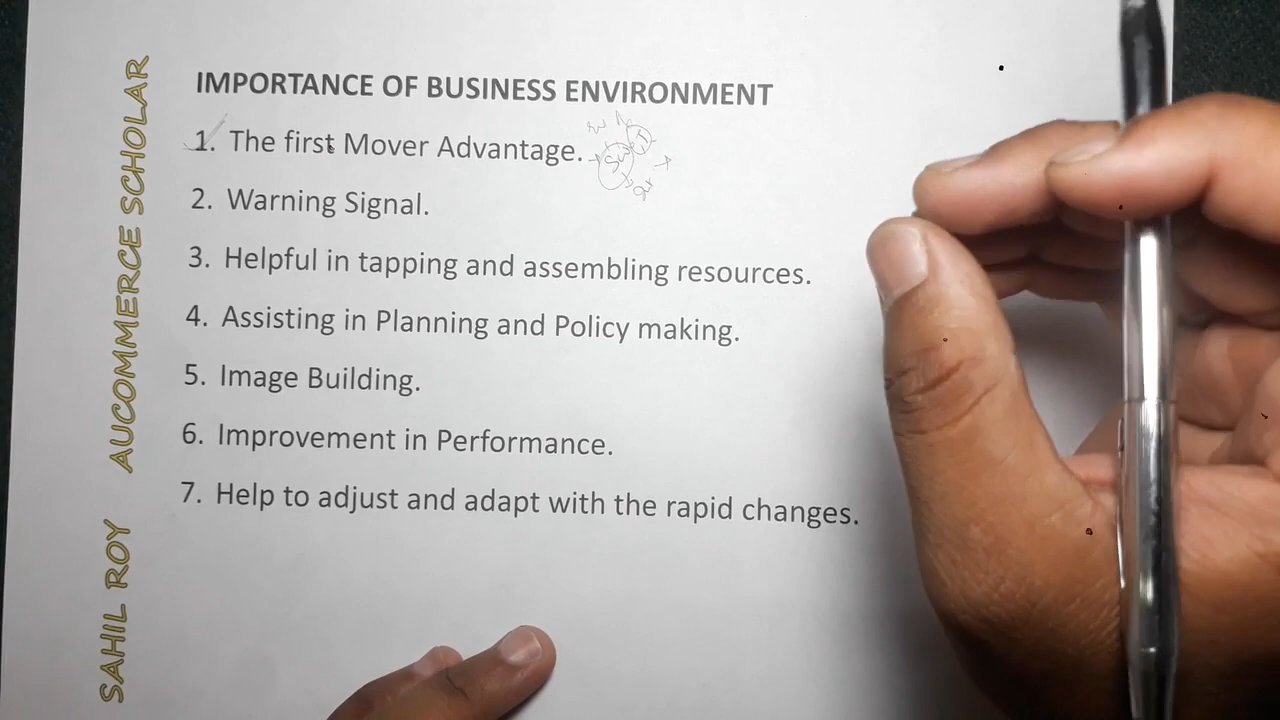 IMPORTANCE OF BUSINESS ENVIRONMENT
1. The first Mover Advantage.
2. Warning Signal.
3. Helpful in tapping and assembling resources.
4. Assisting in Planning and Policy making.
5. Image Building.
6. Improvement in Performance.
7. Help to adjust and adapt with the rapid changes.
SAHIL ROY AUCOMMERCE SCHOLAR